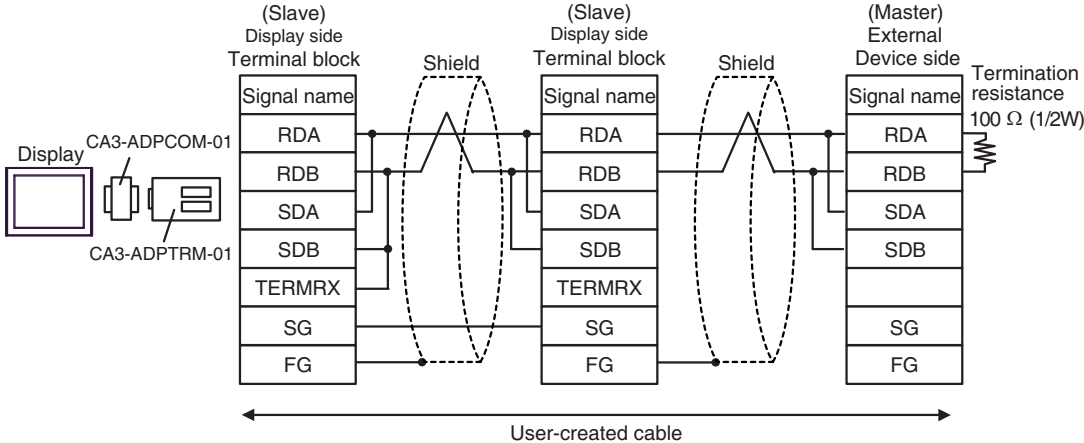 (Slave)
Display side
Terminal block
(Slave)
Display side
Terminal block
(Master)
External
Device side
Shield
Shield
Termination
resistance
100 Ω (1/2W)
Display
CA3-ADPCOM-01
CA3-ADPTRM-01
Signal name
RDA
RDB
SDA
SDB
TERMRX
SG
FG
Signal name
RDA
RDB
SDA
SDB
TERMRX
SG
FG
Signal name
RDA
RDB
SDA
SDB
SG
FG
User-created cable